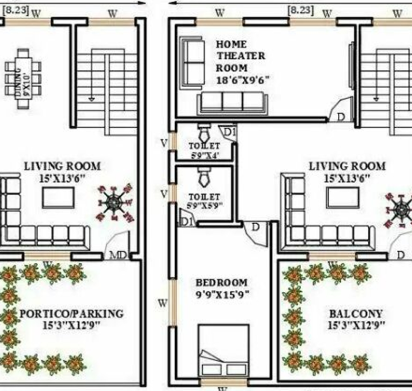 [8.23]
W
W
DINING
9'X10'
LIVING ROOM
15'X13'6"
MD
W
PORTICO/PARKING
15'3"X12'9"
[8.23]
W
W
W
HOME
THEATER
ROOM
18'6"X9'6"
D
V
TOILET
5'9"X4'
D1
V
TOILET
5'9"X5'9"
D1
D
LIVING ROOM
15'X13'6"
D
W
W
BEDROOM
9'9"X15'9"
W
BALCONY
15'3"X12'9"